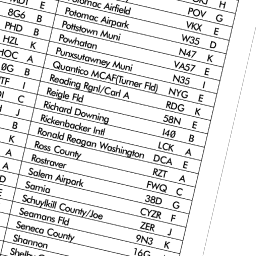 H
POV G
Potomac Airfield VKX E
E Potomac Airpark W35 D
8G6 B Pottstown Muni N47 K
PHD B Powhatan VA57 E
HZL K Punxsutawney Muni N35 I
HOC A Quantico MCAF(Turner Fld) NYG E
B Reading Rgnl/Carl A RDG K
I Reigle Fld 58N E
C Richard Downing I40 B
J Rickenbacker Intl LCK A
B Ronald Reagan Washington DCA E
K Ross County RZT A
A Rostraver FWQ C
A Salem Airpark 38D G
Sarnia CYZR F
Schuylkill County/Joe ZER J
Seamans Fld 9N3 K
Seneca County 16G
Shannon